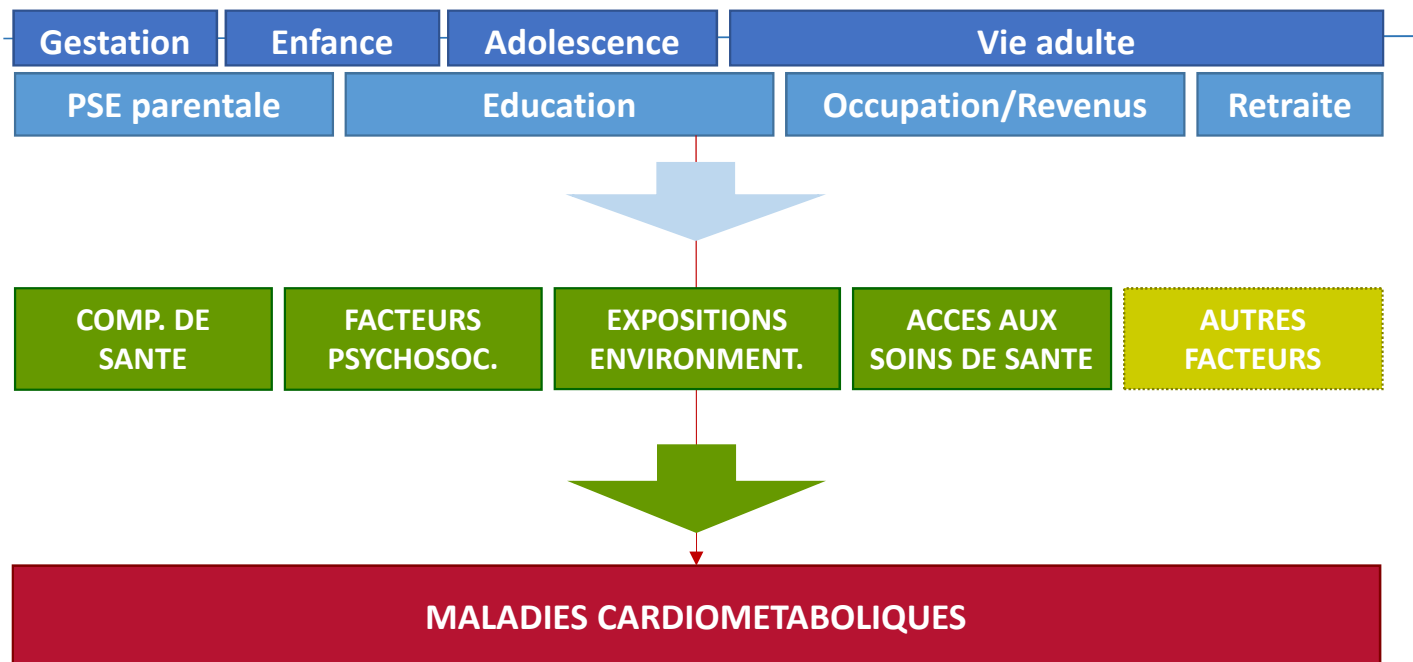 Gestation Enfance Adolescence Vie adulte
PSE parentale Education Occupation/Revenus Retraite
COMP. DE
SANTE
FACTEURS
PSYCHOSOC.
EXPOSITIONS
ENVIRONMENT.
ACCES AUX
SOINS DE SANTE
AUTRES
FACTEURS
MALADIES CARDIOMETABOLIQUES